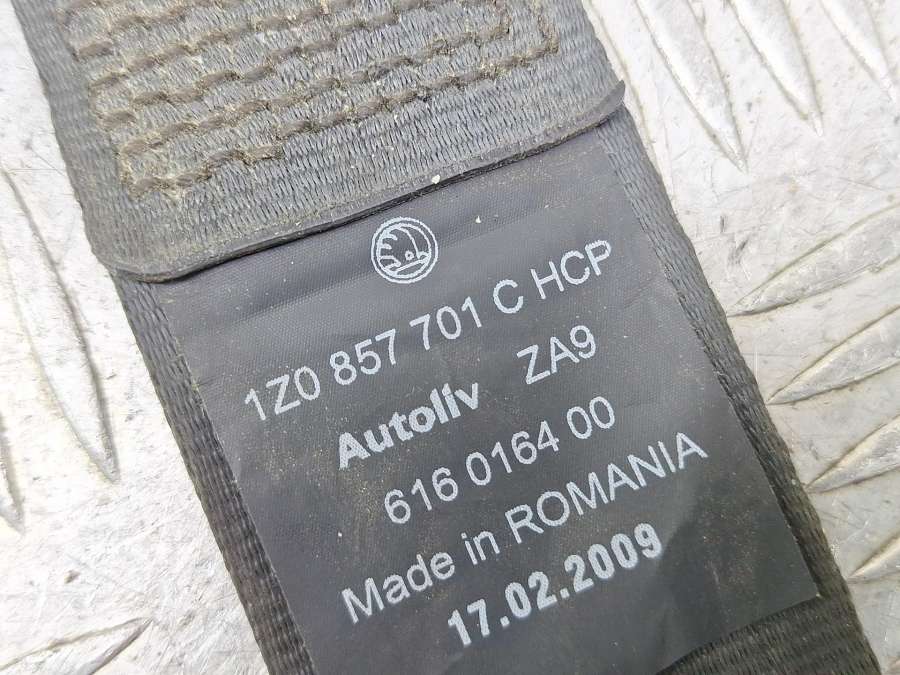 1Z0 857 701 C HCP
Autoliv ZA9
616 0164 00
Made in ROMANIA
17.02.2009